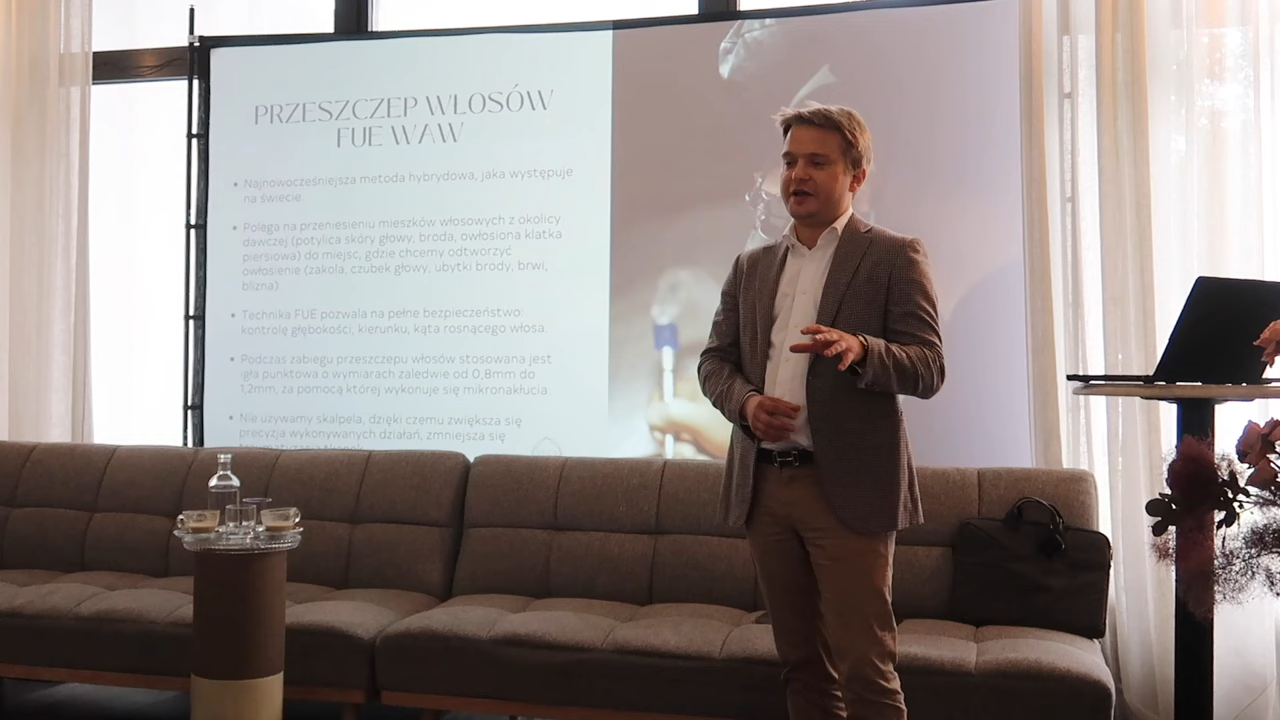 PRZESZCZEP WŁOSÓW
FUE WAW
• Najnowocześniejsza metoda hybrydowa, jaka występuje
na świecie
• Polega na przeniesieniu mieszków włosowych z okolicy
dawczej (potylica skóry głowy, broda, owłosiona klatka
piersiowa) do miejsc, gdzie chcemy odtworzyć
owłosienie (zakola, czubek głowy, ubytki brody, brwi,
blizna)
• Technika FUE pozwala na pełne bezpieczeństwo:
kontrolę głębokości, kierunku, kąta rosnącego włosa.
• Podczas zabiegu przeszczepu włosów stosowana jest
igła punktowa o wymiarach zaledwie od 0,8mm do
1,2mm, za pomocą której wykonuje się mikronakłucia
• Nie używamy skalpela, dzięki czemu zwiększa się
precyzja wykonywanych działań, zmniejsza się